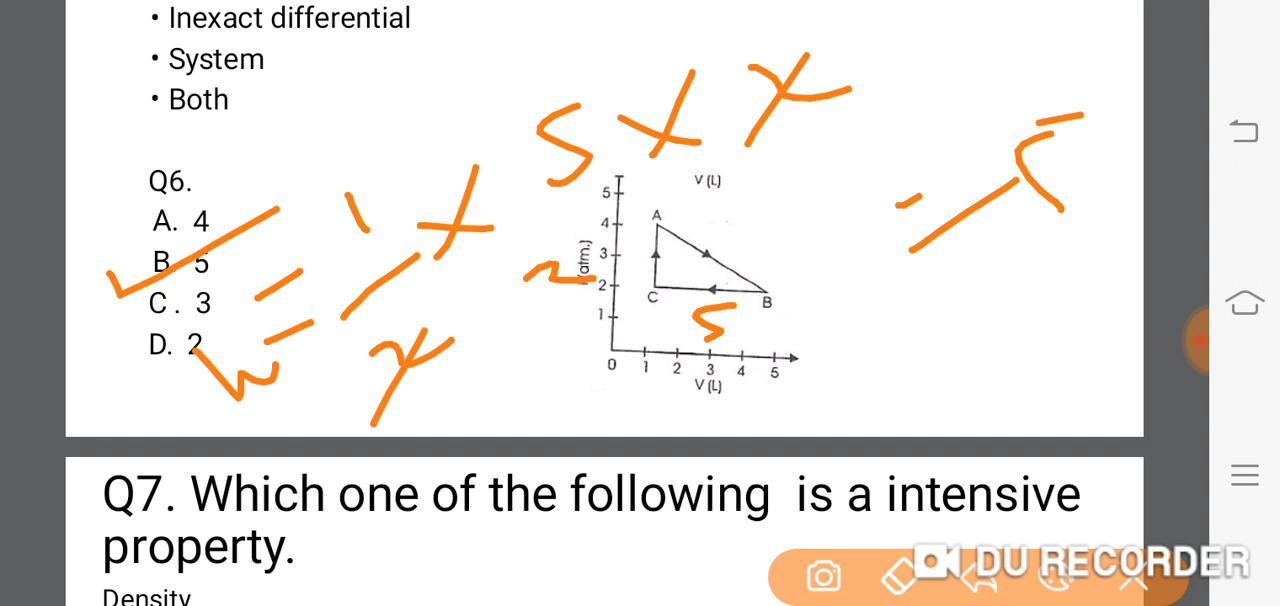 • Inexact differential
• System
• Both
Q6.
A. 4
B. 5
C. 3
D. 2
V (L)
5
4
3
2
1
(atm.)
A
C
B
0 1 2 3 4 5
V (L)
5
Q7. Which one of the following is a intensive
property.
Density
DU RECORDER